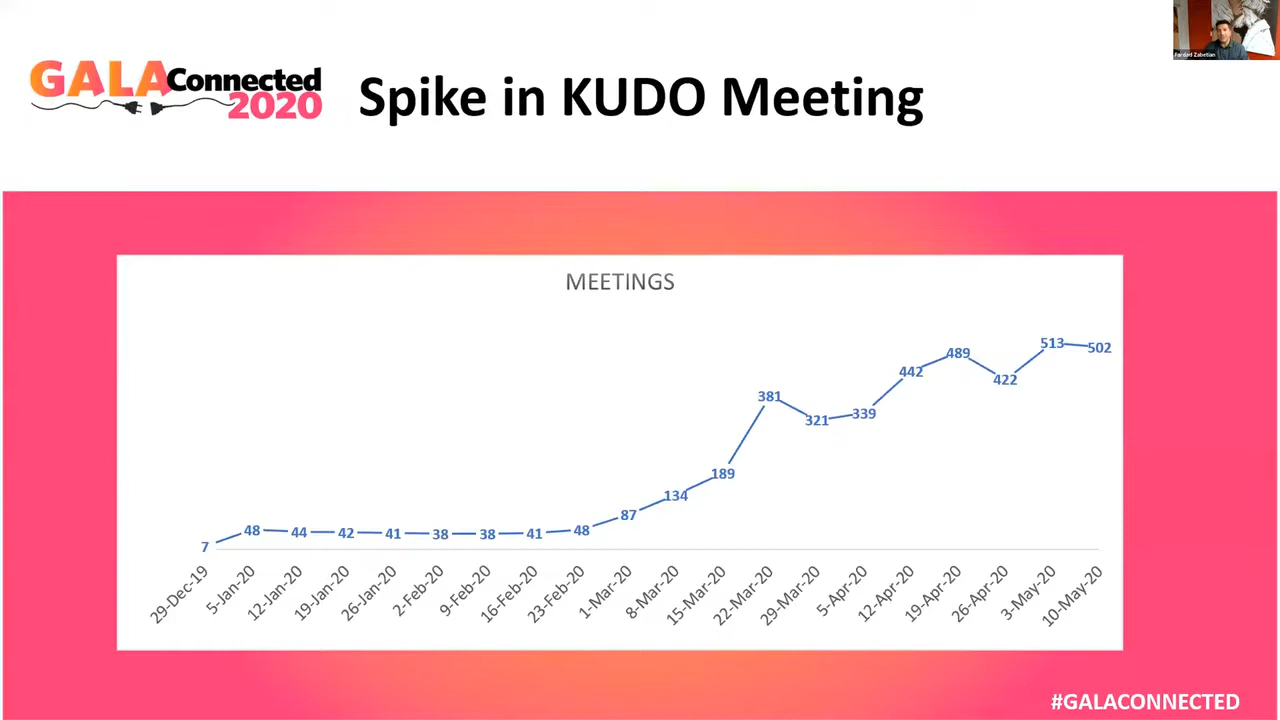 GALA Connected
2020
Spike in KUDO Meeting
Fardad Zabetian
MEETINGS
7
48
44
42
41
38
38
41
48
87
134
189
381
321
339
442
489
422
513
502
29-Dec-19
5-Jan-20
12-Jan-20
19-Jan-20
26-Jan-20
2-Feb-20
9-Feb-20
16-Feb-20
23-Feb-20
1-Mar-20
8-Mar-20
15-Mar-20
22-Mar-20
29-Mar-20
5-Apr-20
12-Apr-20
19-Apr-20
26-Apr-20
3-May-20
10-May-20
#GALACONNECTED